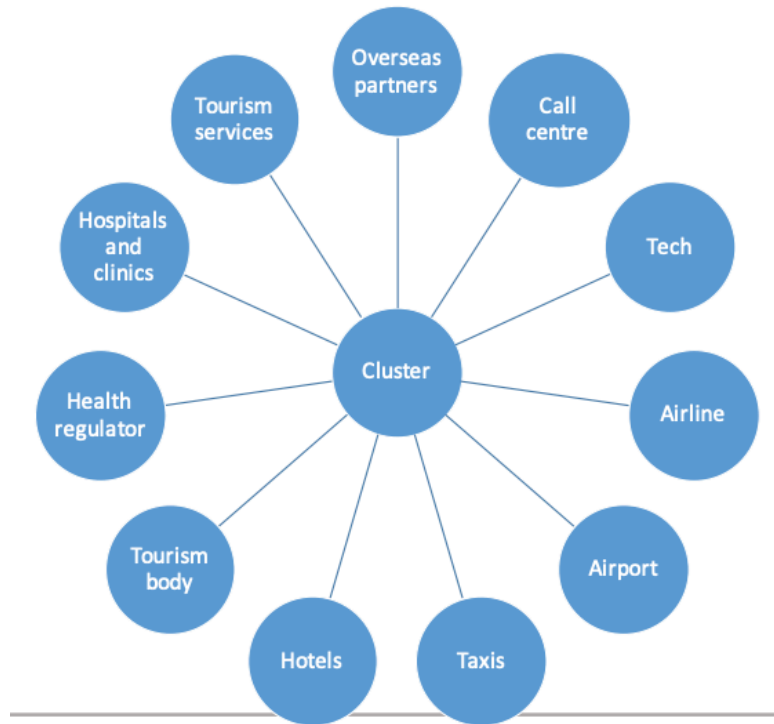 Overseas
partners
Call
centre
Tech
Airline
Airport
Taxis
Hotels
Tourism
body
Health
regulator
Hospitals
and
clinics
Tourism
services
Cluster